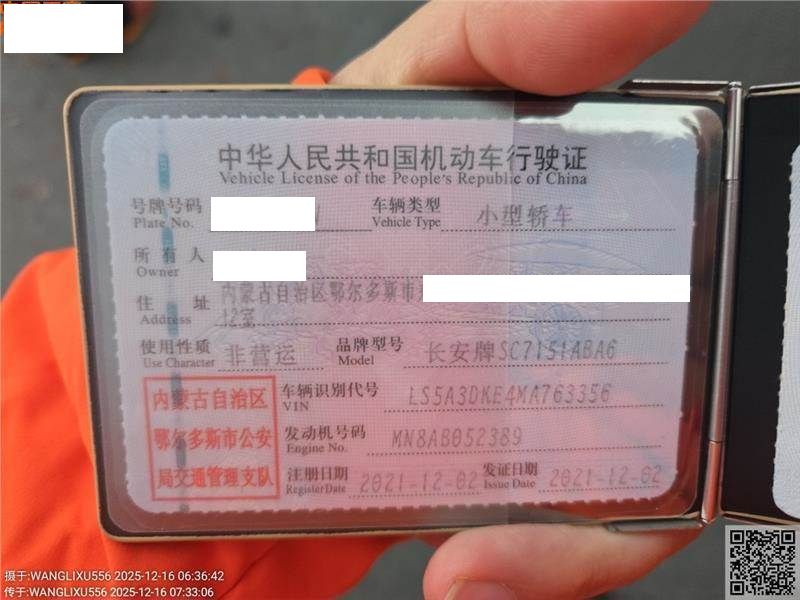 中华人民共和国机动车行驶证
Vehicle License of the People's Republic of China
号牌号码 车辆类型 小型轿车
Plate No. Vehicle Type
所有人
Owner
住址 内蒙古自治区鄂尔多斯市
Address 12室
使用性质 非营运 品牌型号 长安牌SC7151ABA6
Use Character Model
内蒙古自治区 车辆识别代号 LS5A3DKE4MA763356
VIN
鄂尔多斯市公安 发动机号码 MN8AB052389
Engine No.
局交通管理支队 注册日期 2021-12-02 发证日期 2021-12-02
Register Date Issue Date
摄于:WANGLIXU556 2025-12-16 06:36:42
传于:WANGLIXU556 2025-12-16 07:33:06